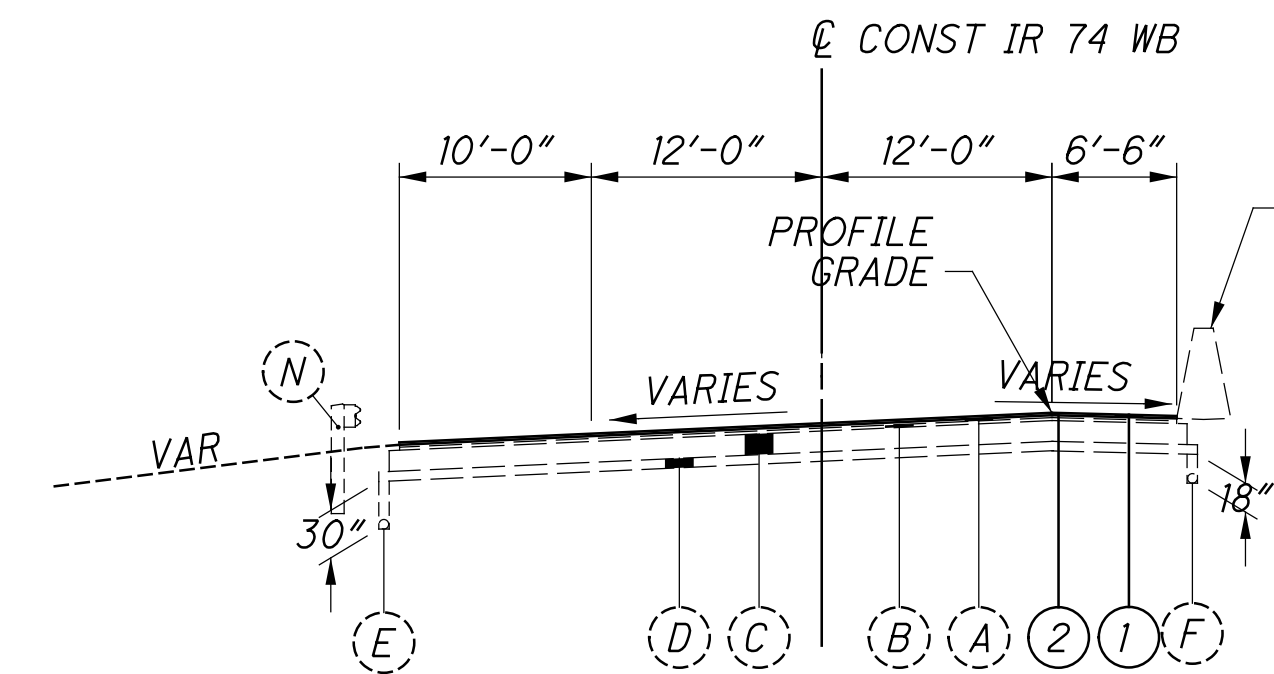 ℄ CONST IR 74 WB
10'-0" 12'-0" 12'-0" 6'-6"
PROFILE
GRADE
N
VARIES VARIES
VAR
30" 18"
E D C B A 2 1 F